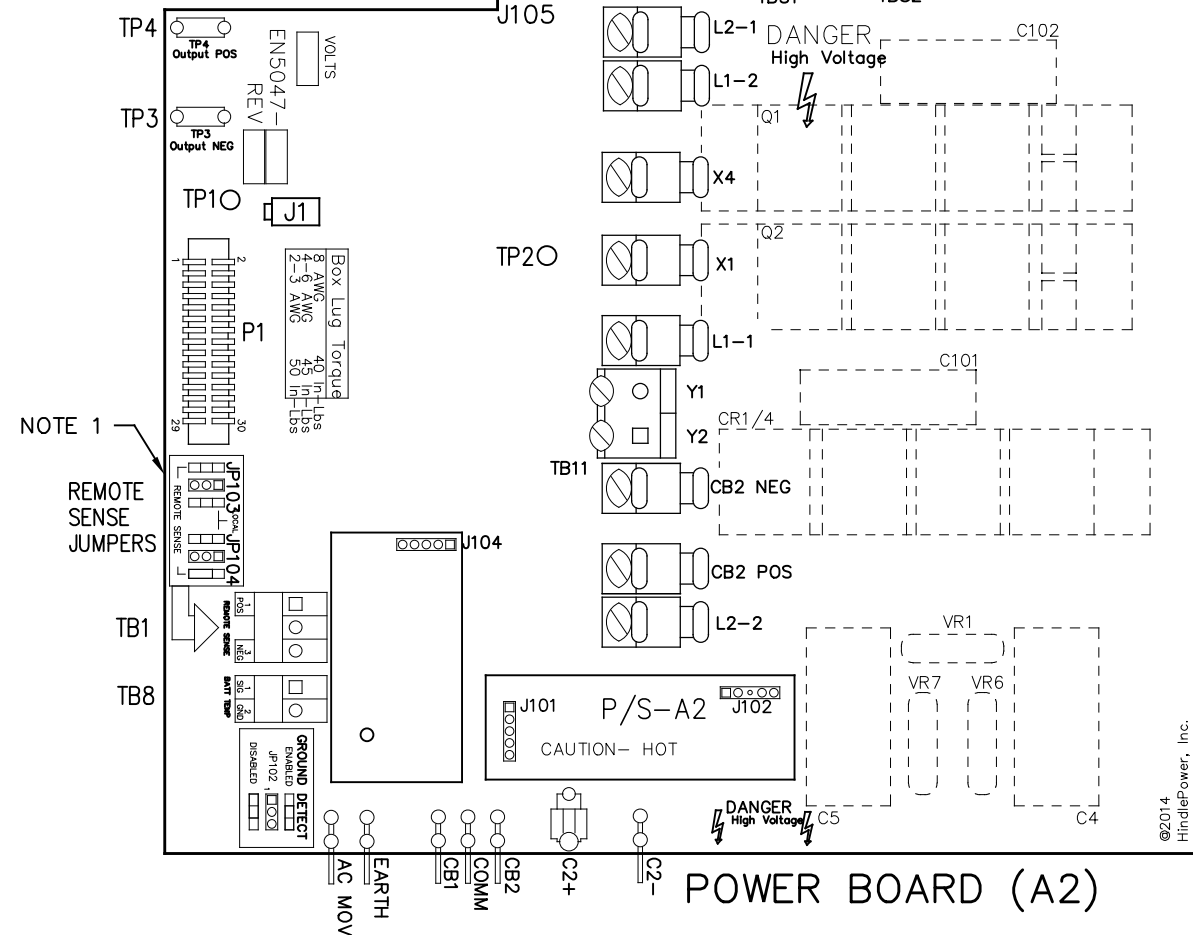 J105
TP4
TP4
Output POS
EN5047-
REV
VOLTS
TP3
TP3
Output NEG
TP1
J1
1
2
P1
29
30
Box Lug Torque
8 AWG 40 In-Lbs
4-6 AWG 45 In-Lbs
2-3 AWG 50 In-Lbs
NOTE 1
REMOTE
SENSE
JUMPERS
JP103
LOCAL
REMOTE SENSE
JP104
TB1
REMOTE SENSE
POS
1
NEG
3
TB8
BATT TEMP
SIG
1
GND
2
GROUND DETECT
ENABLED
JP102
1
DISABLED
J104
TP2
L2-1
L1-2
X4
X1
L1-1
Y1
Y2
TB11
CB2 NEG
CB2 POS
L2-2
DANGER
High Voltage
C102
Q1
Q2
C101
CR1/4
VR1
VR7
VR6
C5
C4
J101
P/S-A2
J102
CAUTION- HOT
DANGER
High Voltage
AC MOV
EARTH
CB1
COMM
CB2
C2+
C2-
POWER BOARD (A2)
©2014
HindlePower, Inc.